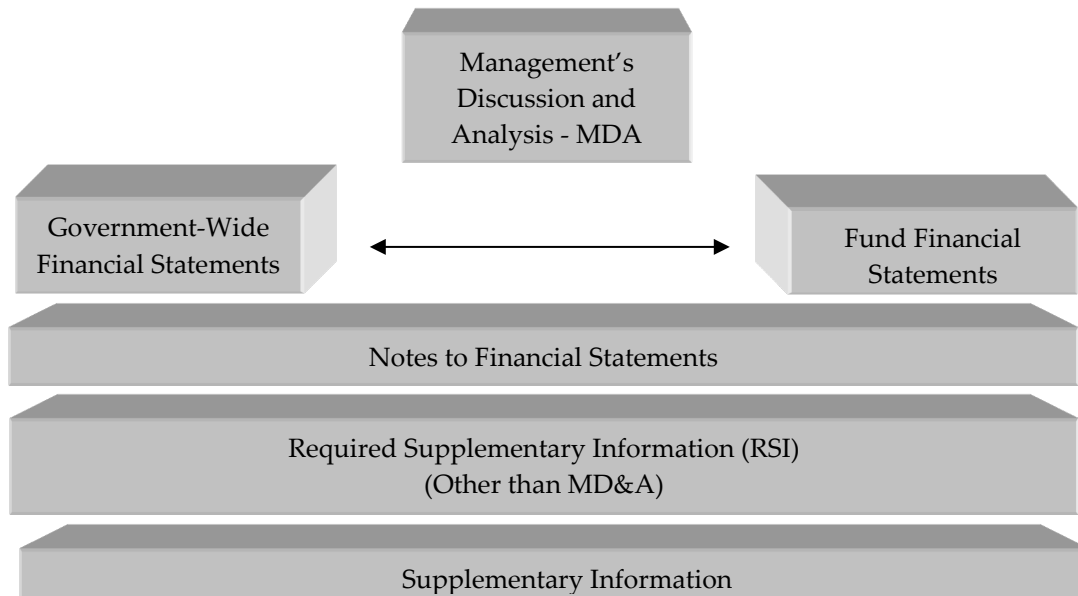 Management’s
Discussion and
Analysis - MDA
Government-Wide
Financial Statements
Fund Financial
Statements
Notes to Financial Statements
Required Supplementary Information (RSI)
(Other than MD&A)
Supplementary Information